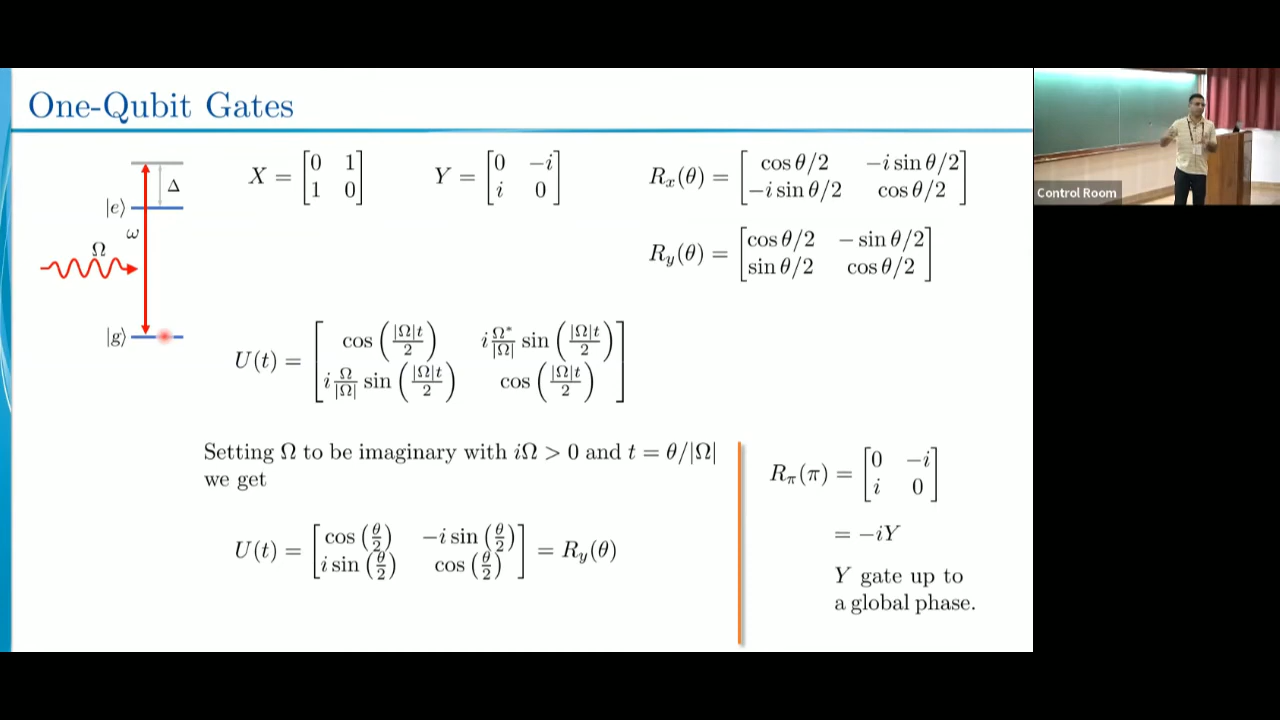 One-Qubit Gates
Δ
|e⟩
ω
Ω
|g⟩
X = [0 1; 1 0]
Y = [0 −i; i 0]
R_x(θ) = [cos θ/2 −i sin θ/2; −i sin θ/2 cos θ/2]
R_y(θ) = [cos θ/2 − sin θ/2; sin θ/2 cos θ/2]
U(t) = [cos (|Ω|t/2) i Ω*/|Ω| sin (|Ω|t/2); i Ω/|Ω| sin (|Ω|t/2) cos (|Ω|t/2)]
Setting Ω to be imaginary with iΩ > 0 and t = θ/|Ω|
we get
U(t) = [cos (θ/2) −i sin (θ/2); i sin (θ/2) cos (θ/2)] = R_y(θ)
R_π(π) = [0 −i; i 0]
= −iY
Y gate up to
a global phase.
Control Room